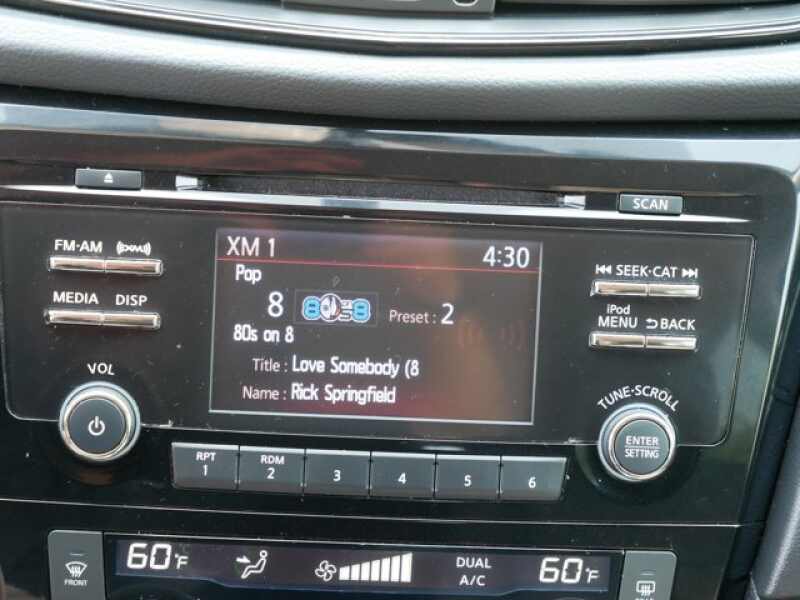 SCAN
FM·AM (XM)
MEDIA DISP
VOL
XM 1 4:30
Pop
8 Preset : 2
80s on 8
Title : Love Somebody (8
Name : Rick Springfield
SEEK·CAT
iPod
MENU BACK
TUNE·SCROLL
ENTER
SETTING
RPT
1
RDM
2
3
4
5
6
FRONT
60°F
DUAL
A/C
60°F